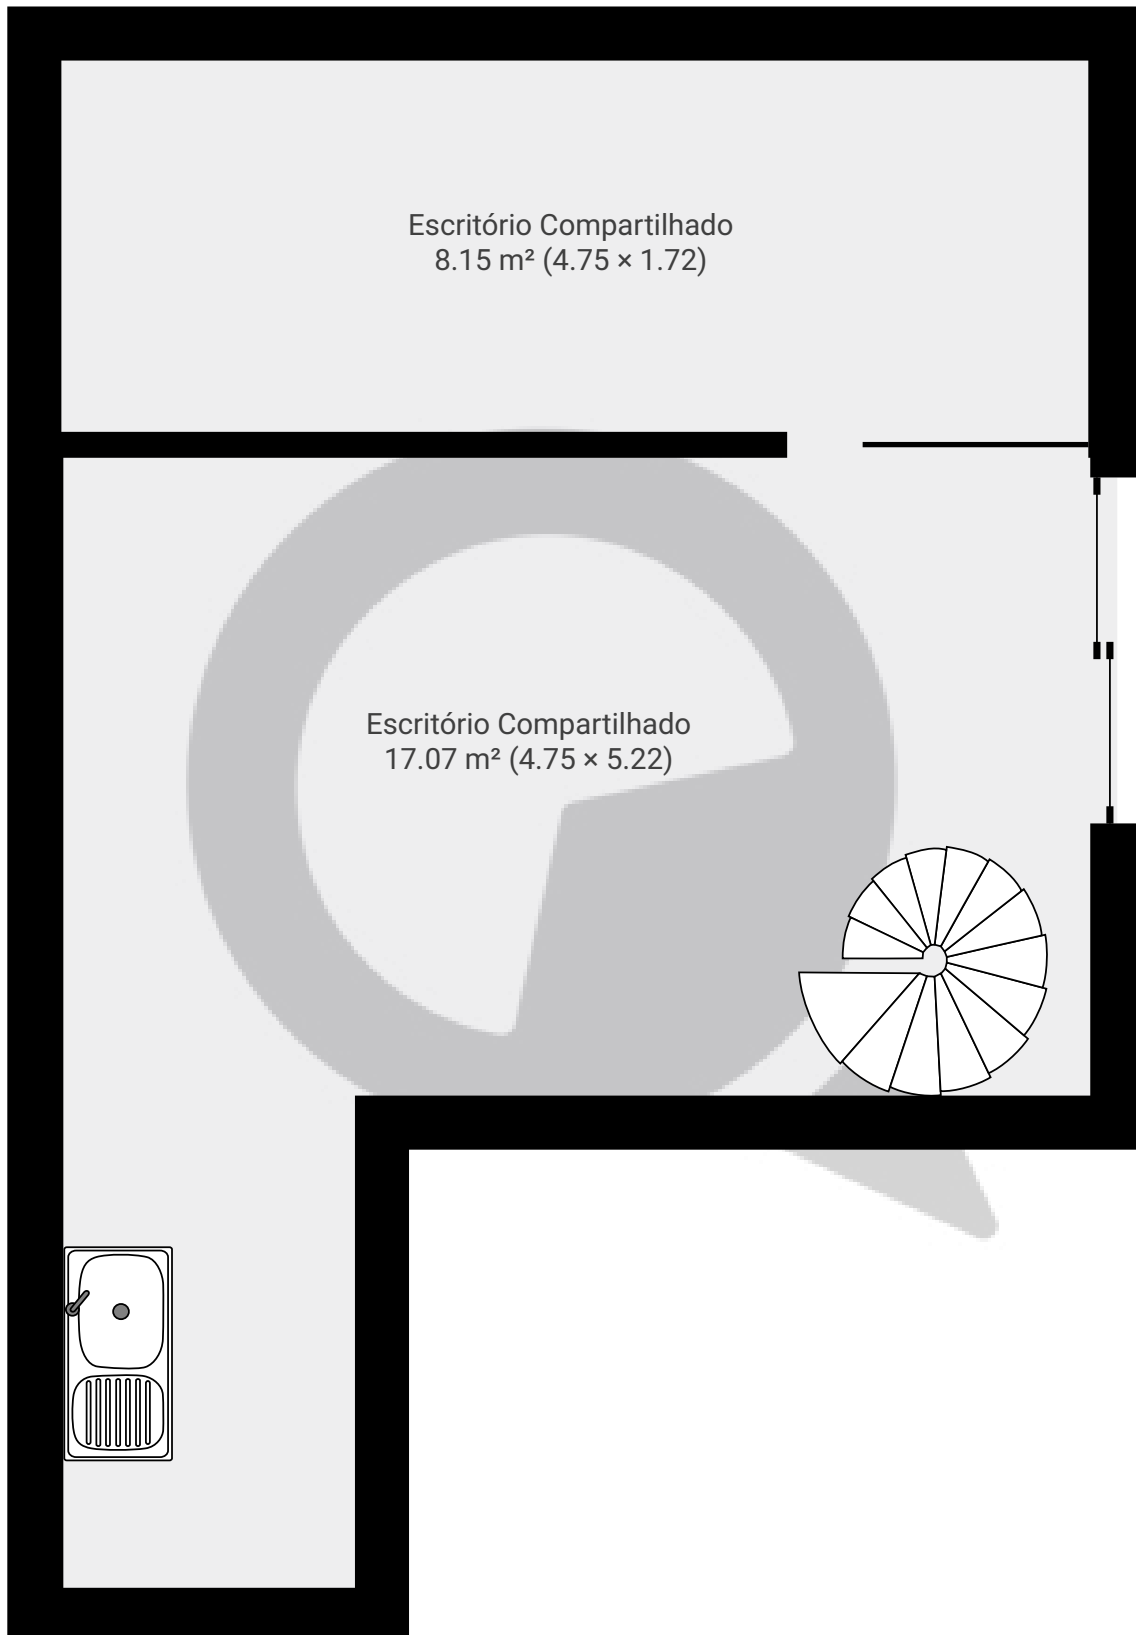 Escritório Compartilhado
8.15 m² (4.75 × 1.72)
Escritório Compartilhado
17.07 m² (4.75 × 5.22)